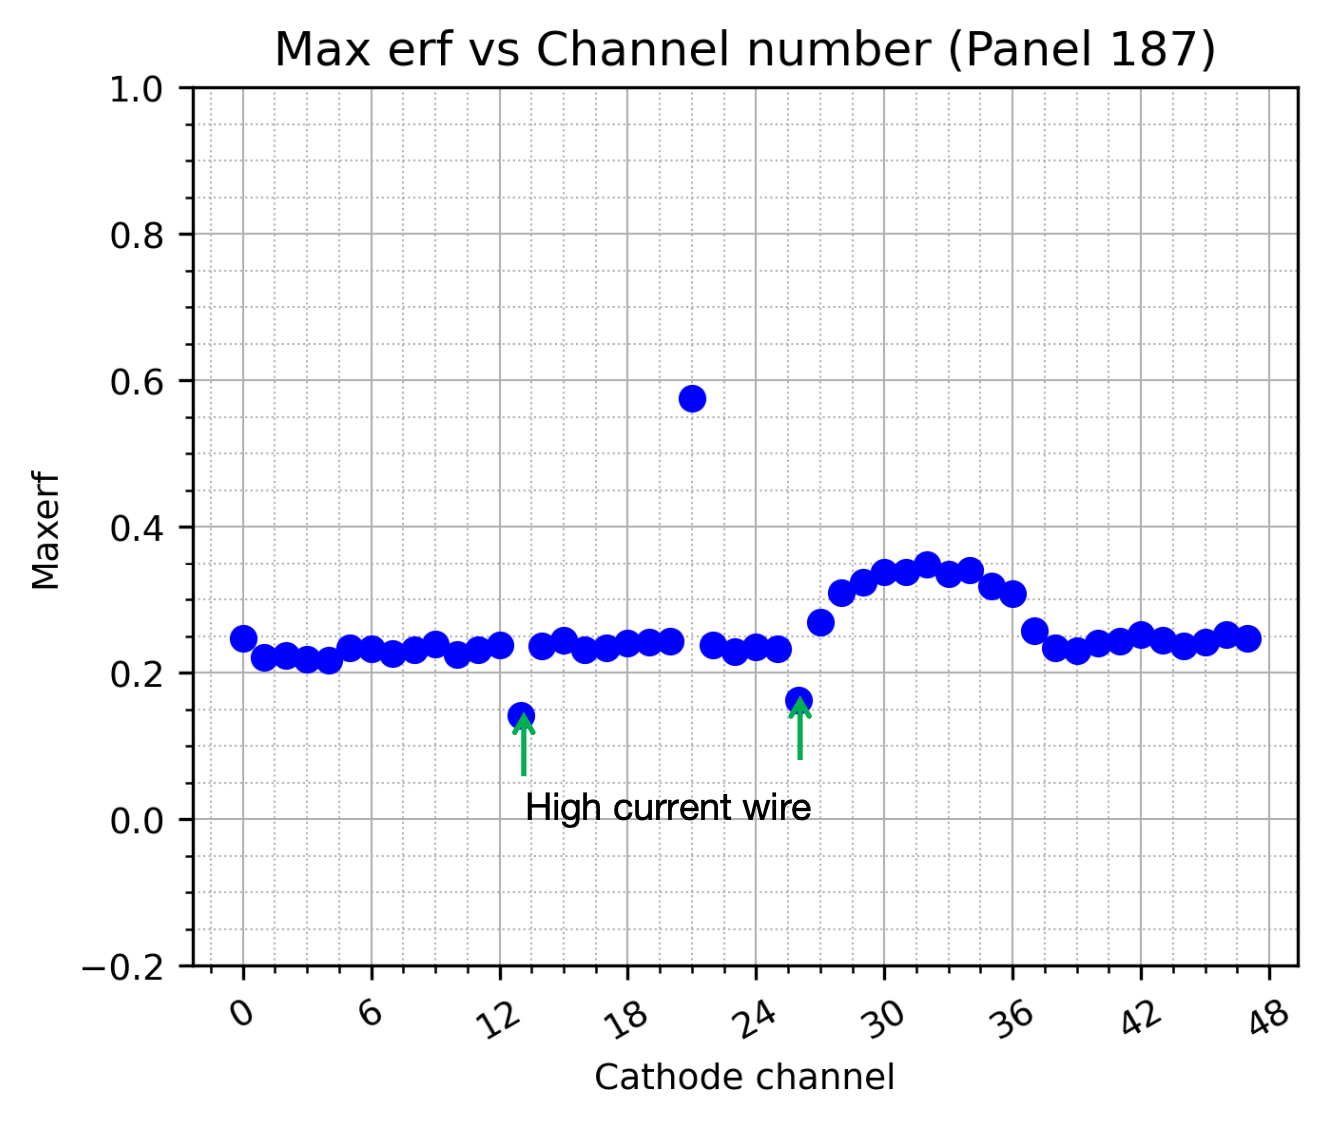 Max erf vs Channel number (Panel 187)
1.0
0.8
0.6
0.4
0.2
0.0
−0.2
Maxerf
High current wire
0 6 12 18 24 30 36 42 48
Cathode channel